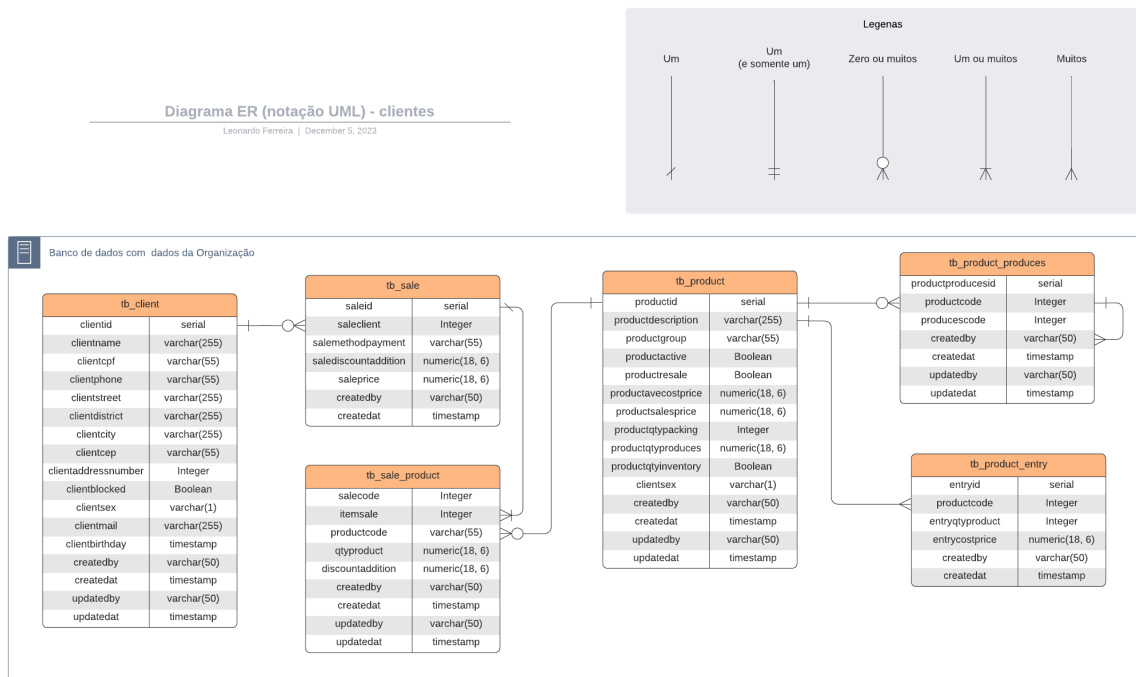 Legenas
Um
Um
(e somente um)
Zero ou muitos
Um ou muitos
Muitos
Diagrama ER (notação UML) - clientes
Leonardo Ferreira | December 5, 2023
Banco de dados com dados da Organização
tb_client
clientid serial
clientname varchar(255)
clientcpf varchar(55)
clientphone varchar(55)
clientstreet varchar(255)
clientdistrict varchar(255)
clientcity varchar(255)
clientcep varchar(55)
clientaddressnumber Integer
clientblocked Boolean
clientsex varchar(1)
clientmail varchar(255)
clientbirthday timestamp
createdby varchar(50)
createdat timestamp
updatedby varchar(50)
updatedat timestamp
tb_sale
saleid serial
saleclient Integer
salemethodpayment varchar(55)
salediscountaddition numeric(18, 6)
saleprice numeric(18, 6)
createdby varchar(50)
createdat timestamp
tb_sale_product
salecode Integer
itemsale Integer
productcode varchar(55)
qtyproduct numeric(18, 6)
discountaddition numeric(18, 6)
createdby varchar(50)
createdat timestamp
updatedby varchar(50)
updatedat timestamp
tb_product
productid serial
productdescription varchar(255)
productgroup varchar(55)
productactive Boolean
productresale Boolean
productavecostprice numeric(18, 6)
productsalesprice numeric(18, 6)
productqtypacking Integer
productqtyproduces numeric(18, 6)
productqtyinventory Boolean
clientsex varchar(1)
createdby varchar(50)
createdat timestamp
updatedby varchar(50)
updatedat timestamp
tb_product_produces
productproducesid serial
productcode Integer
producescode Integer
createdby varchar(50)
createdat timestamp
updatedby varchar(50)
updatedat timestamp
tb_product_entry
entryid serial
productcode Integer
entryqtyproduct Integer
entrycostprice numeric(18, 6)
createdby varchar(50)
createdat timestamp